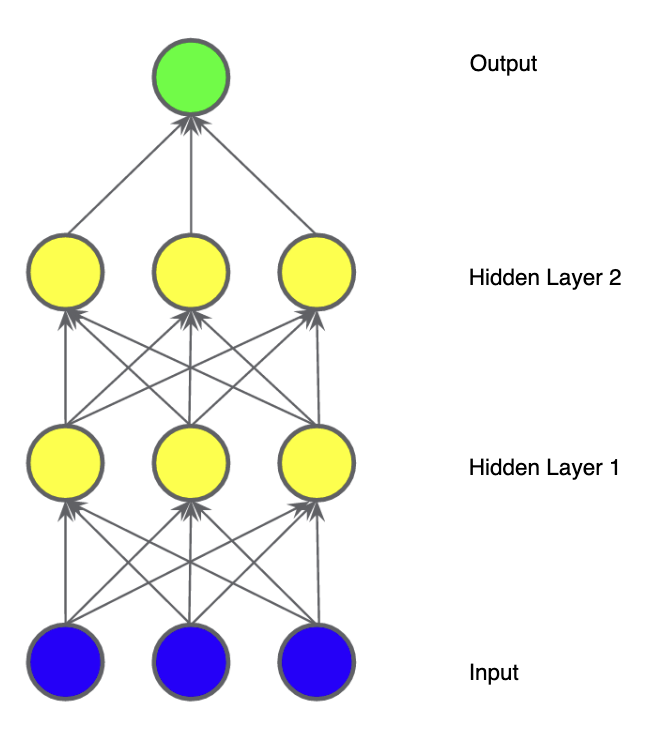 Output
Hidden Layer 2
Hidden Layer 1
Input